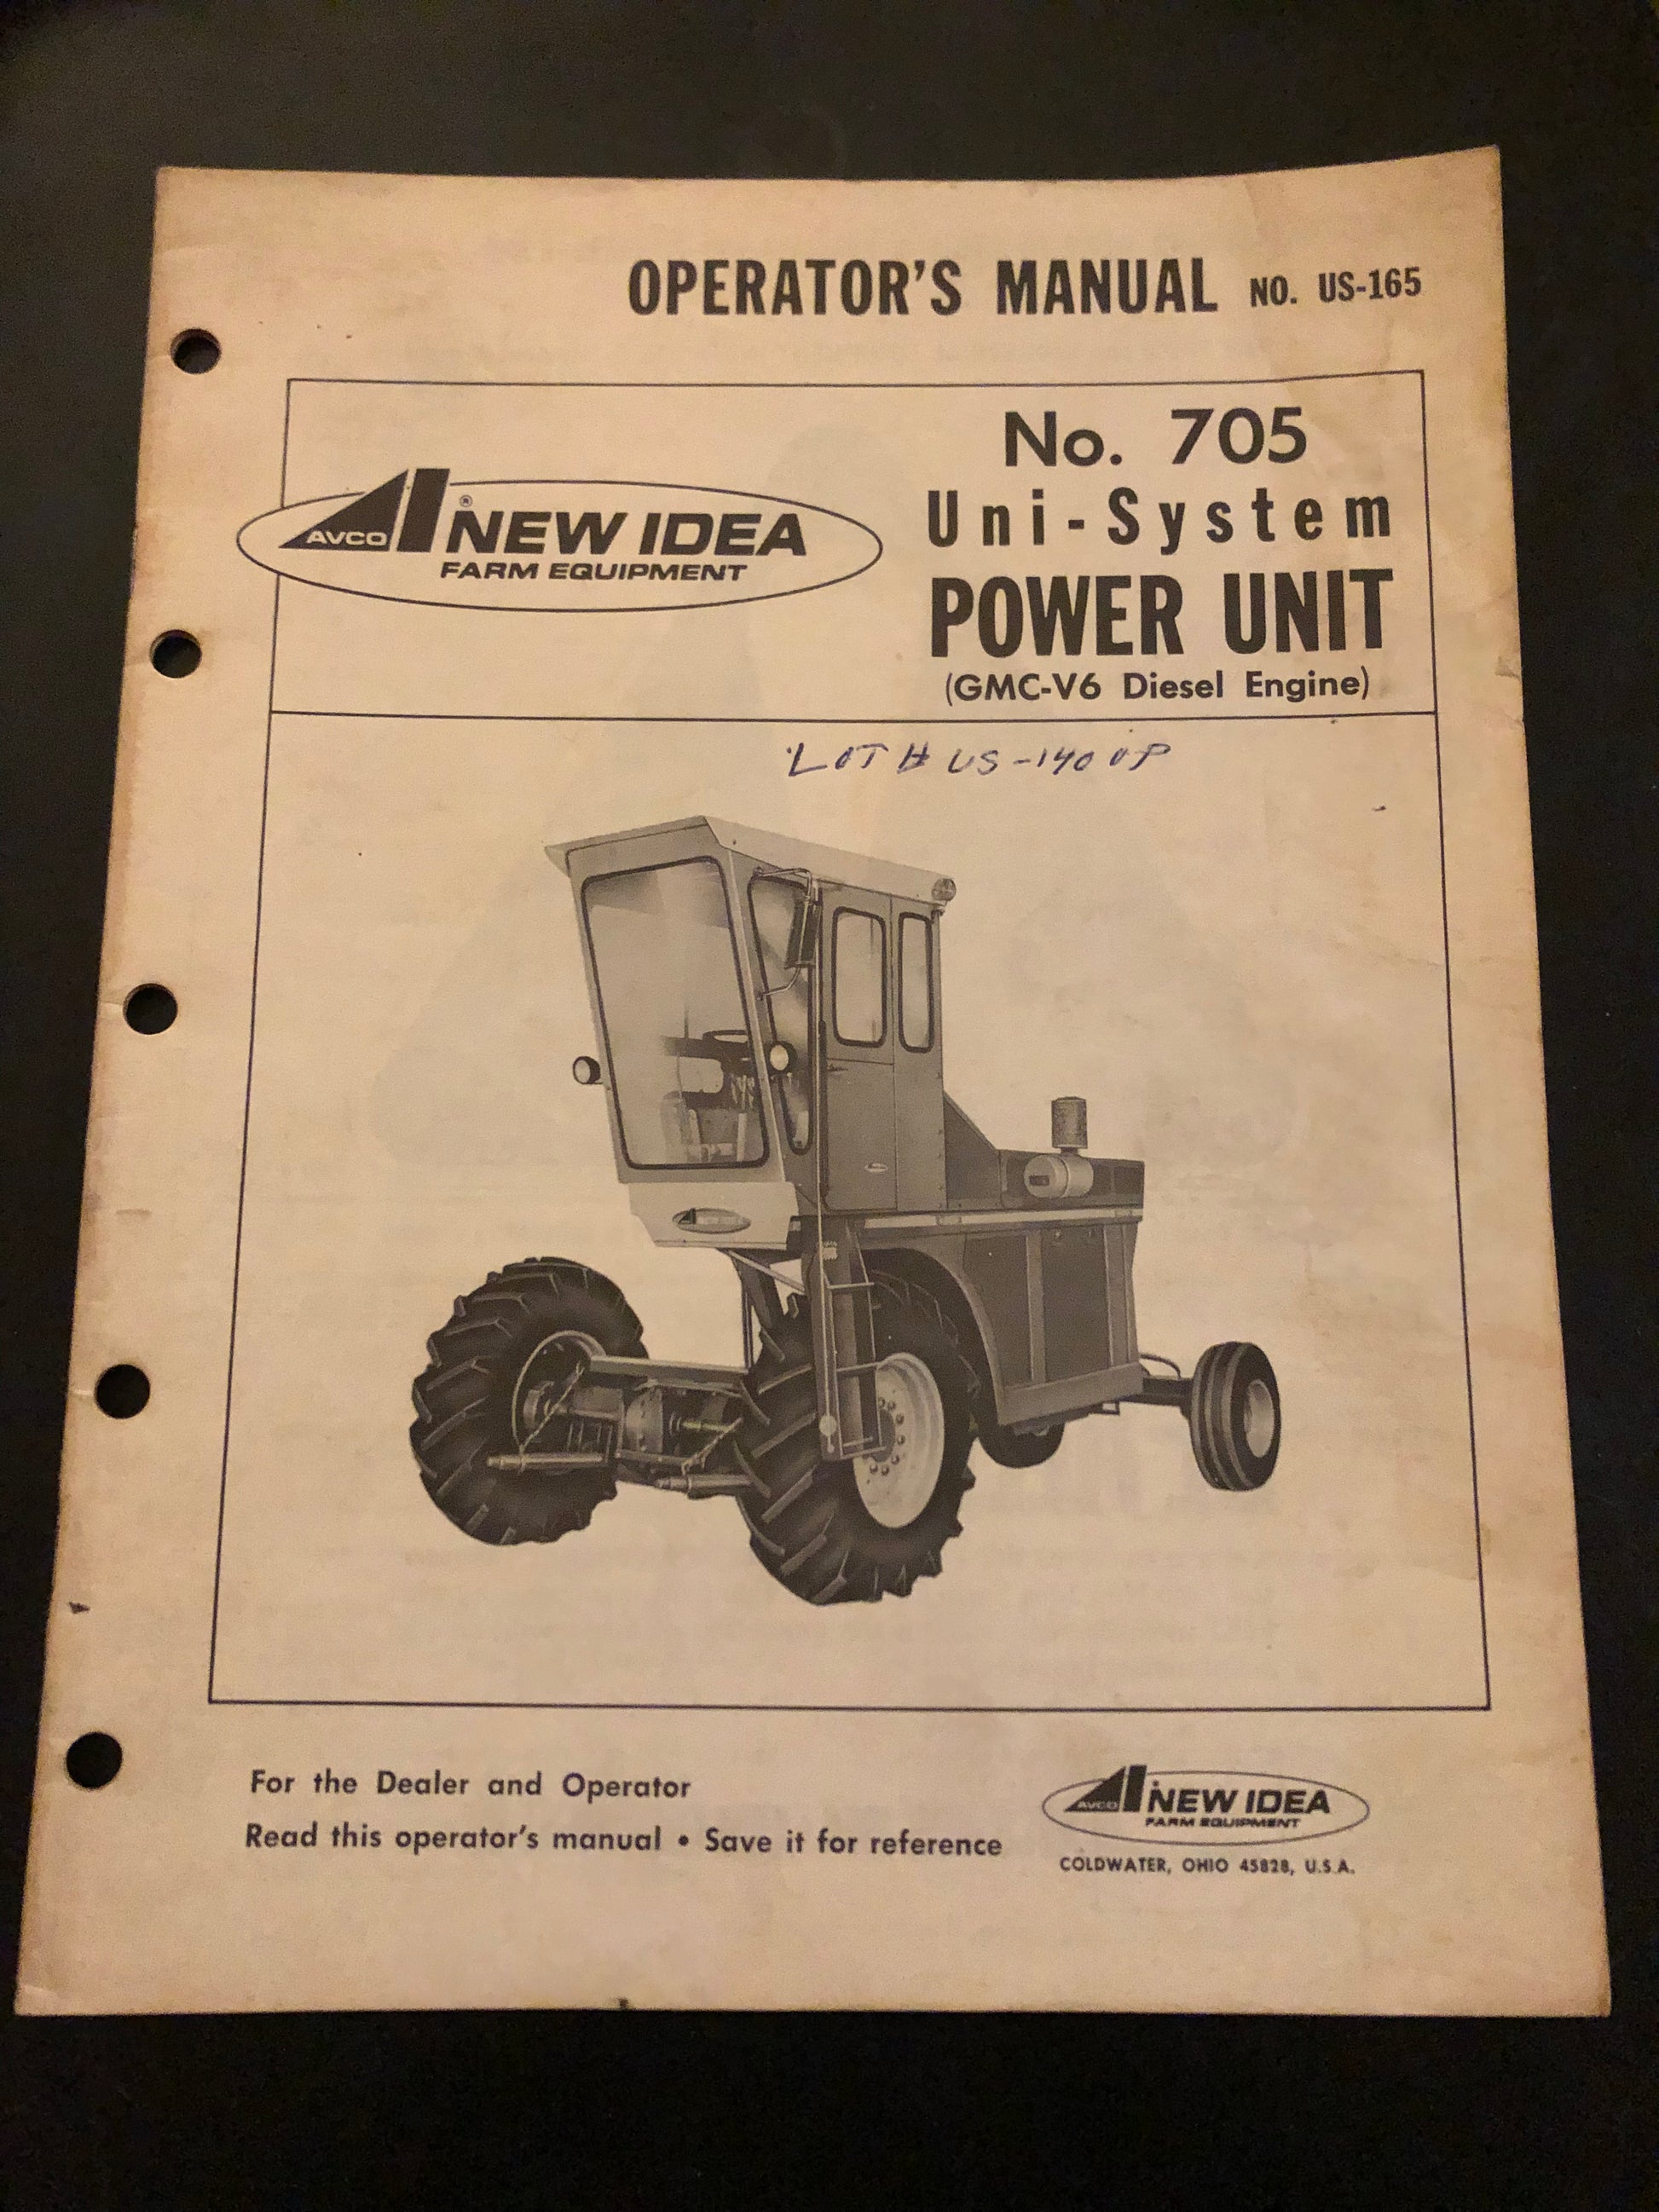 OPERATOR'S MANUAL NO. US-165
No. 705
Uni-System
POWER UNIT
(GMC-V6 Diesel Engine)
AVCO NEW IDEA ®
FARM EQUIPMENT
LOT # US-140 OP
For the Dealer and Operator
Read this operator's manual • Save it for reference
AVCO NEW IDEA
FARM EQUIPMENT
COLDWATER, OHIO 45828, U.S.A.